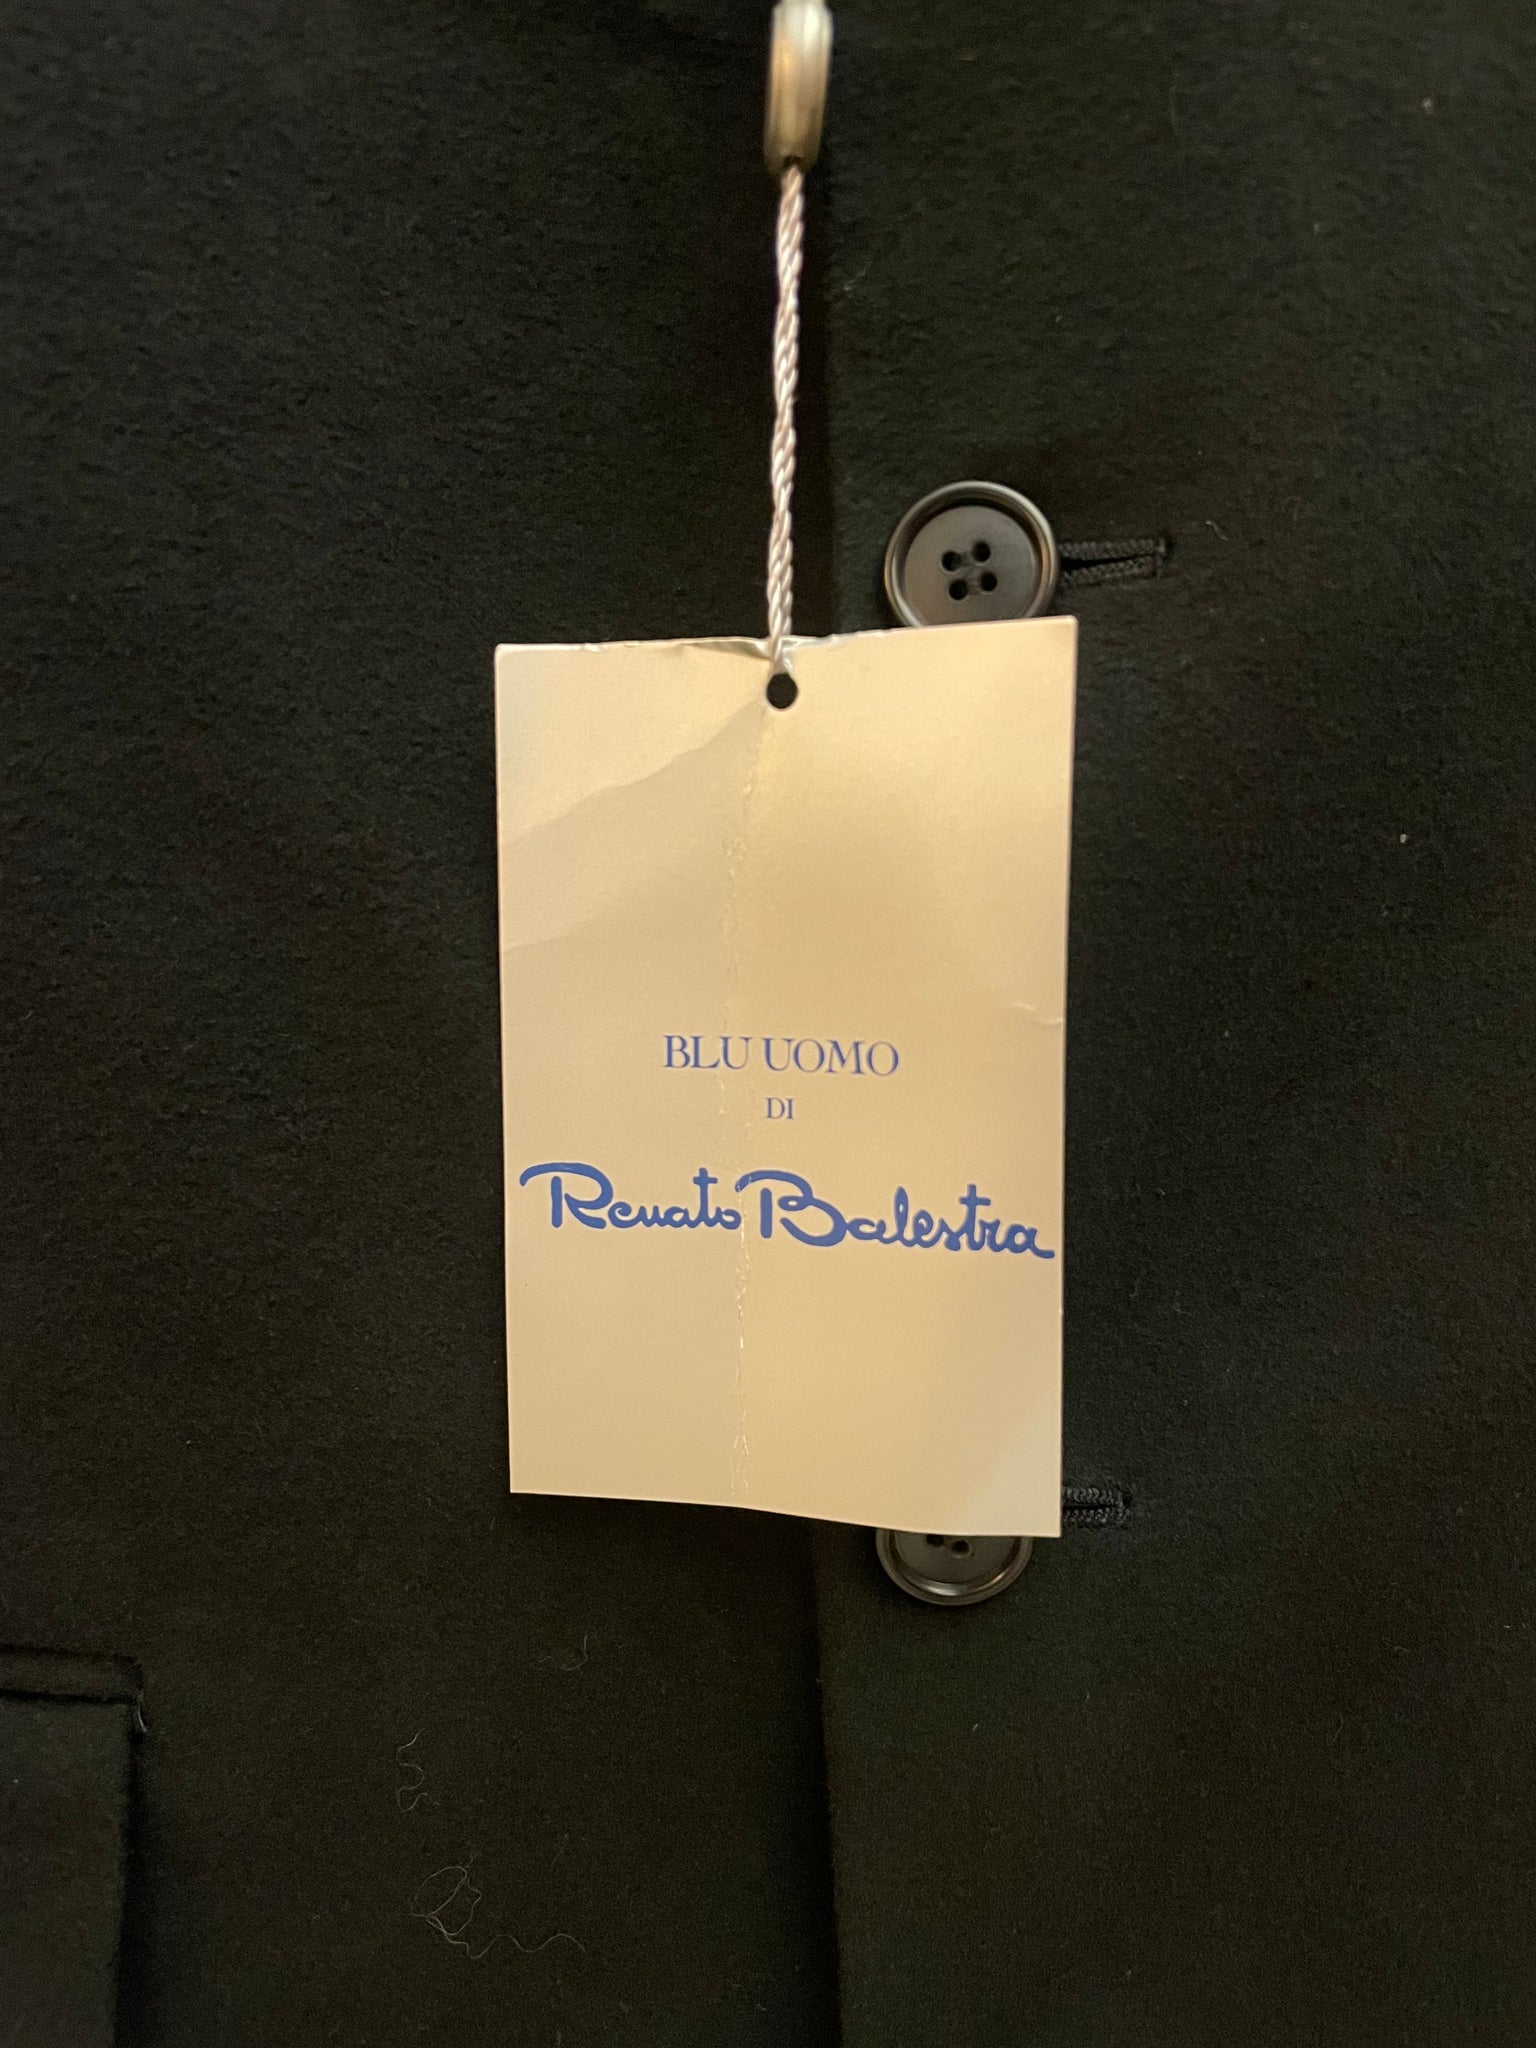 BLU UOMO
DI
Renato Balestra